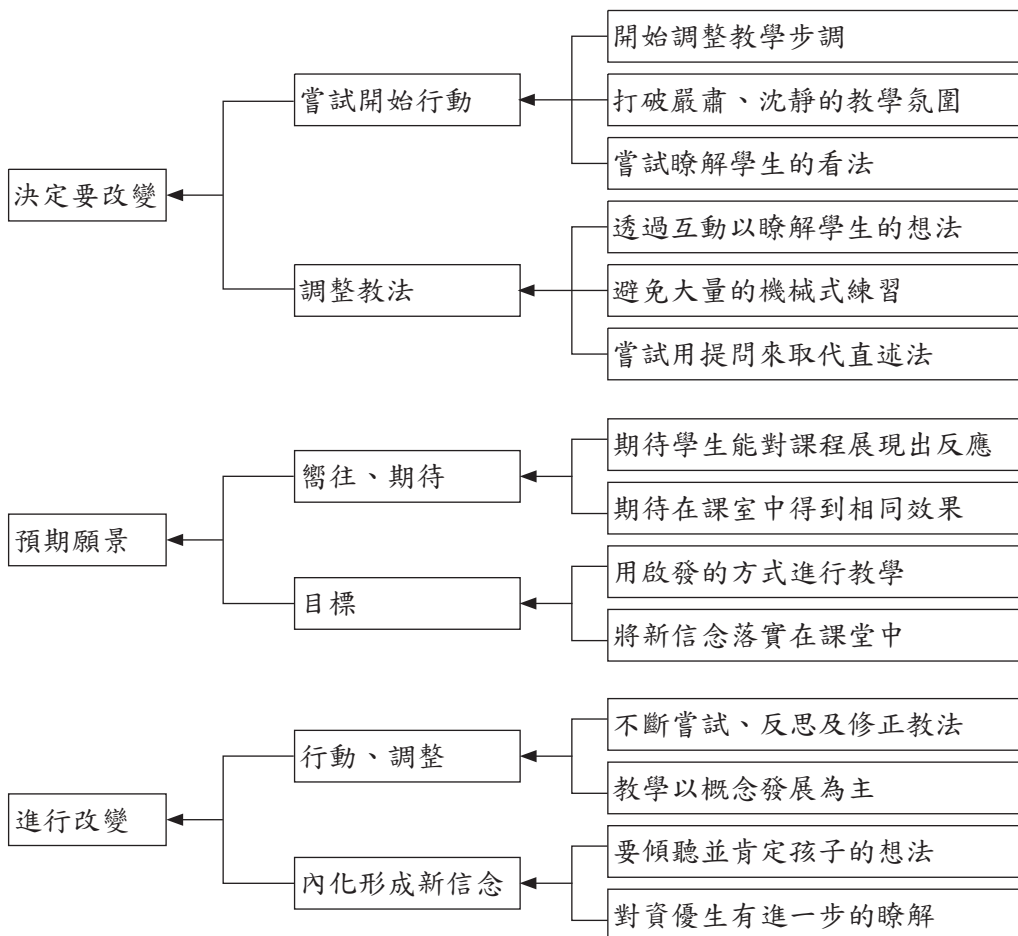 開始調整教學步調
嘗試開始行動
打破嚴肅、沈靜的教學氛圍
嘗試瞭解學生的看法
決定要改變
透過互動以瞭解學生的想法
調整教法
避免大量的機械式練習
嘗試用提問來取代直述法
期待學生能對課程展現出反應
嚮往、期待
期待在課室中得到相同效果
預期願景
用啟發的方式進行教學
目標
將新信念落實在課堂中
不斷嘗試、反思及修正教法
行動、調整
教學以概念發展為主
進行改變
要傾聽並肯定孩子的想法
內化形成新信念
對資優生有進一步的瞭解